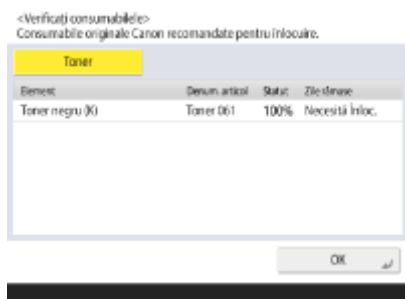 <Verificați consumabilele>
Consumabile originale Canon recomandate pentru înlocuire.
Toner
Element Denum. articol Statut Zile rămase
Toner negru (K) Toner 061 100% Necesită înloc.
OK